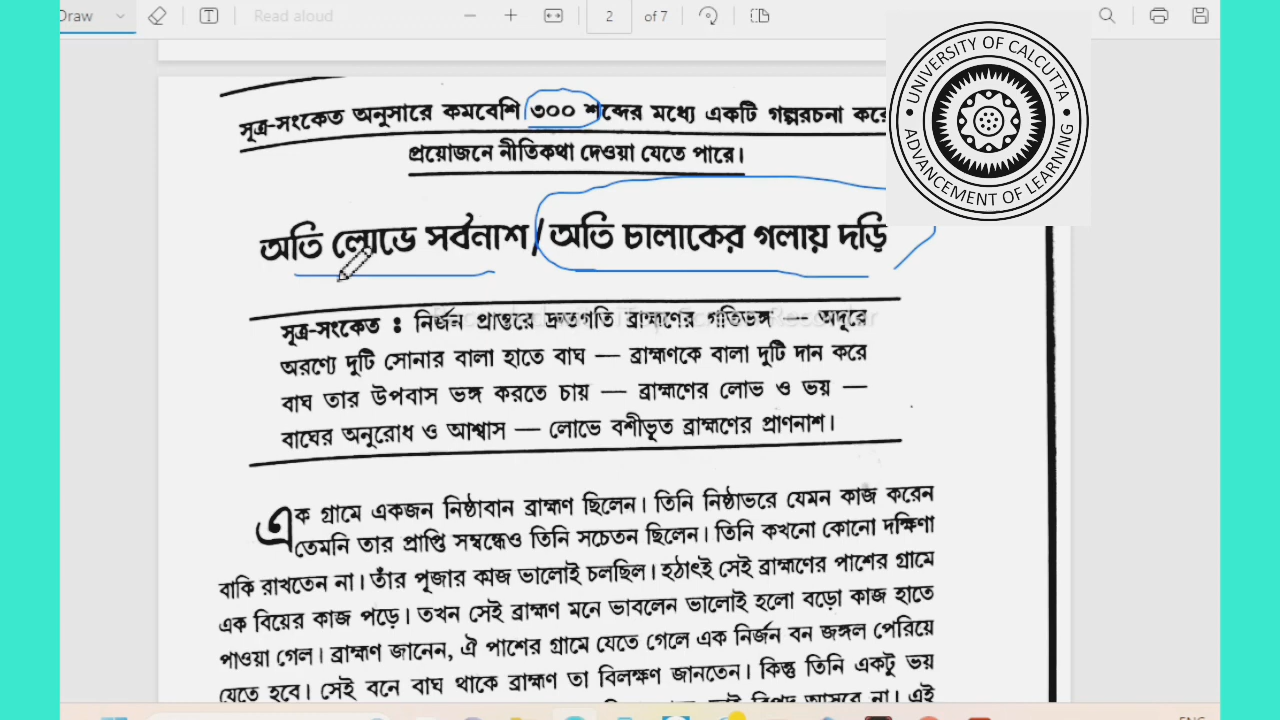 Draw
Read aloud
2 of 7
UNIVERSITY OF CALCUTTA
ADVANCEMENT OF LEARNING
সূত্র-সংকেত অনুসারে কমবেশি ৩০০ শব্দের মধ্যে একটি গল্পরচনা করে
প্রয়োজনে নীতিকথা দেওয়া যেতে পারে।
অতি লোভে সর্বনাশ/অতি চালাকের গলায় দড়ি
সূত্র-সংকেত : নির্জন প্রান্তরে দ্রুতগতি ব্রাহ্মণের গতিভঙ্গ — অদূরে
অরণ্যে দুটি সোনার বালা হাতে বাঘ — ব্রাহ্মণকে বালা দুটি দান করে
বাঘ তার উপবাস ভঙ্গ করতে চায় — ব্রাহ্মণের লোভ ও ভয় —
বাঘের অনুরোধ ও আশ্বাস — লোভে বশীভূত ব্রাহ্মণের প্রাণনাশ।
এক গ্রামে একজন নিষ্ঠাবান ব্রাহ্মণ ছিলেন। তিনি নিষ্ঠাভরে যেমন কাজ করেন
তেমনি তার প্রাপ্তি সম্বন্ধেও তিনি সচেতন ছিলেন। তিনি কখনো কোনো দক্ষিণা
বাকি রাখতেন না। তাঁর পূজার কাজ ভালোই চলছিল। হঠাৎই সেই ব্রাহ্মণের পাশের গ্রামে
এক বিয়ের কাজ পড়ে। তখন সেই ব্রাহ্মণ মনে ভাবলেন ভালোই হলো বড়ো কাজ হাতে
পাওয়া গেল। ব্রাহ্মণ জানেন, ঐ পাশের গ্রামে যেতে গেলে এক নির্জন বন জঙ্গল পেরিয়ে
যেতে হবে। সেই বনে বাঘ থাকে ব্রাহ্মণ তা বিলক্ষণ জানতেন। কিন্তু তিনি একটু ভয়
বিপদ আসবে না। এই
ENG